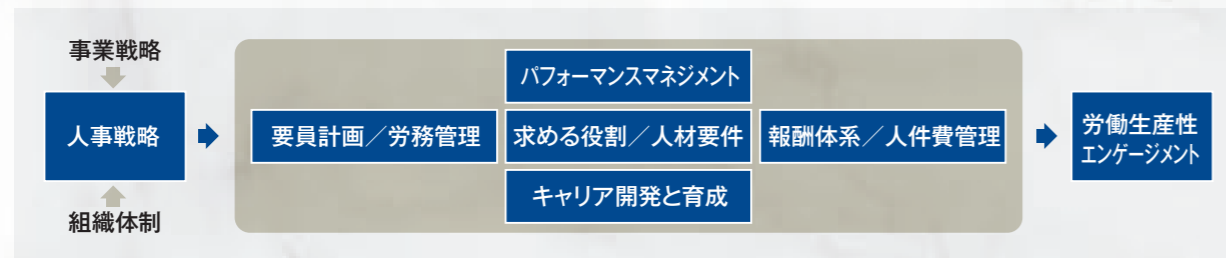 事業戦略
人事戦略
組織体制
パフォーマンスマネジメント
要員計画／労務管理
求める役割／人材要件
報酬体系／人件費管理
キャリア開発と育成
労働生産性
エンゲージメント